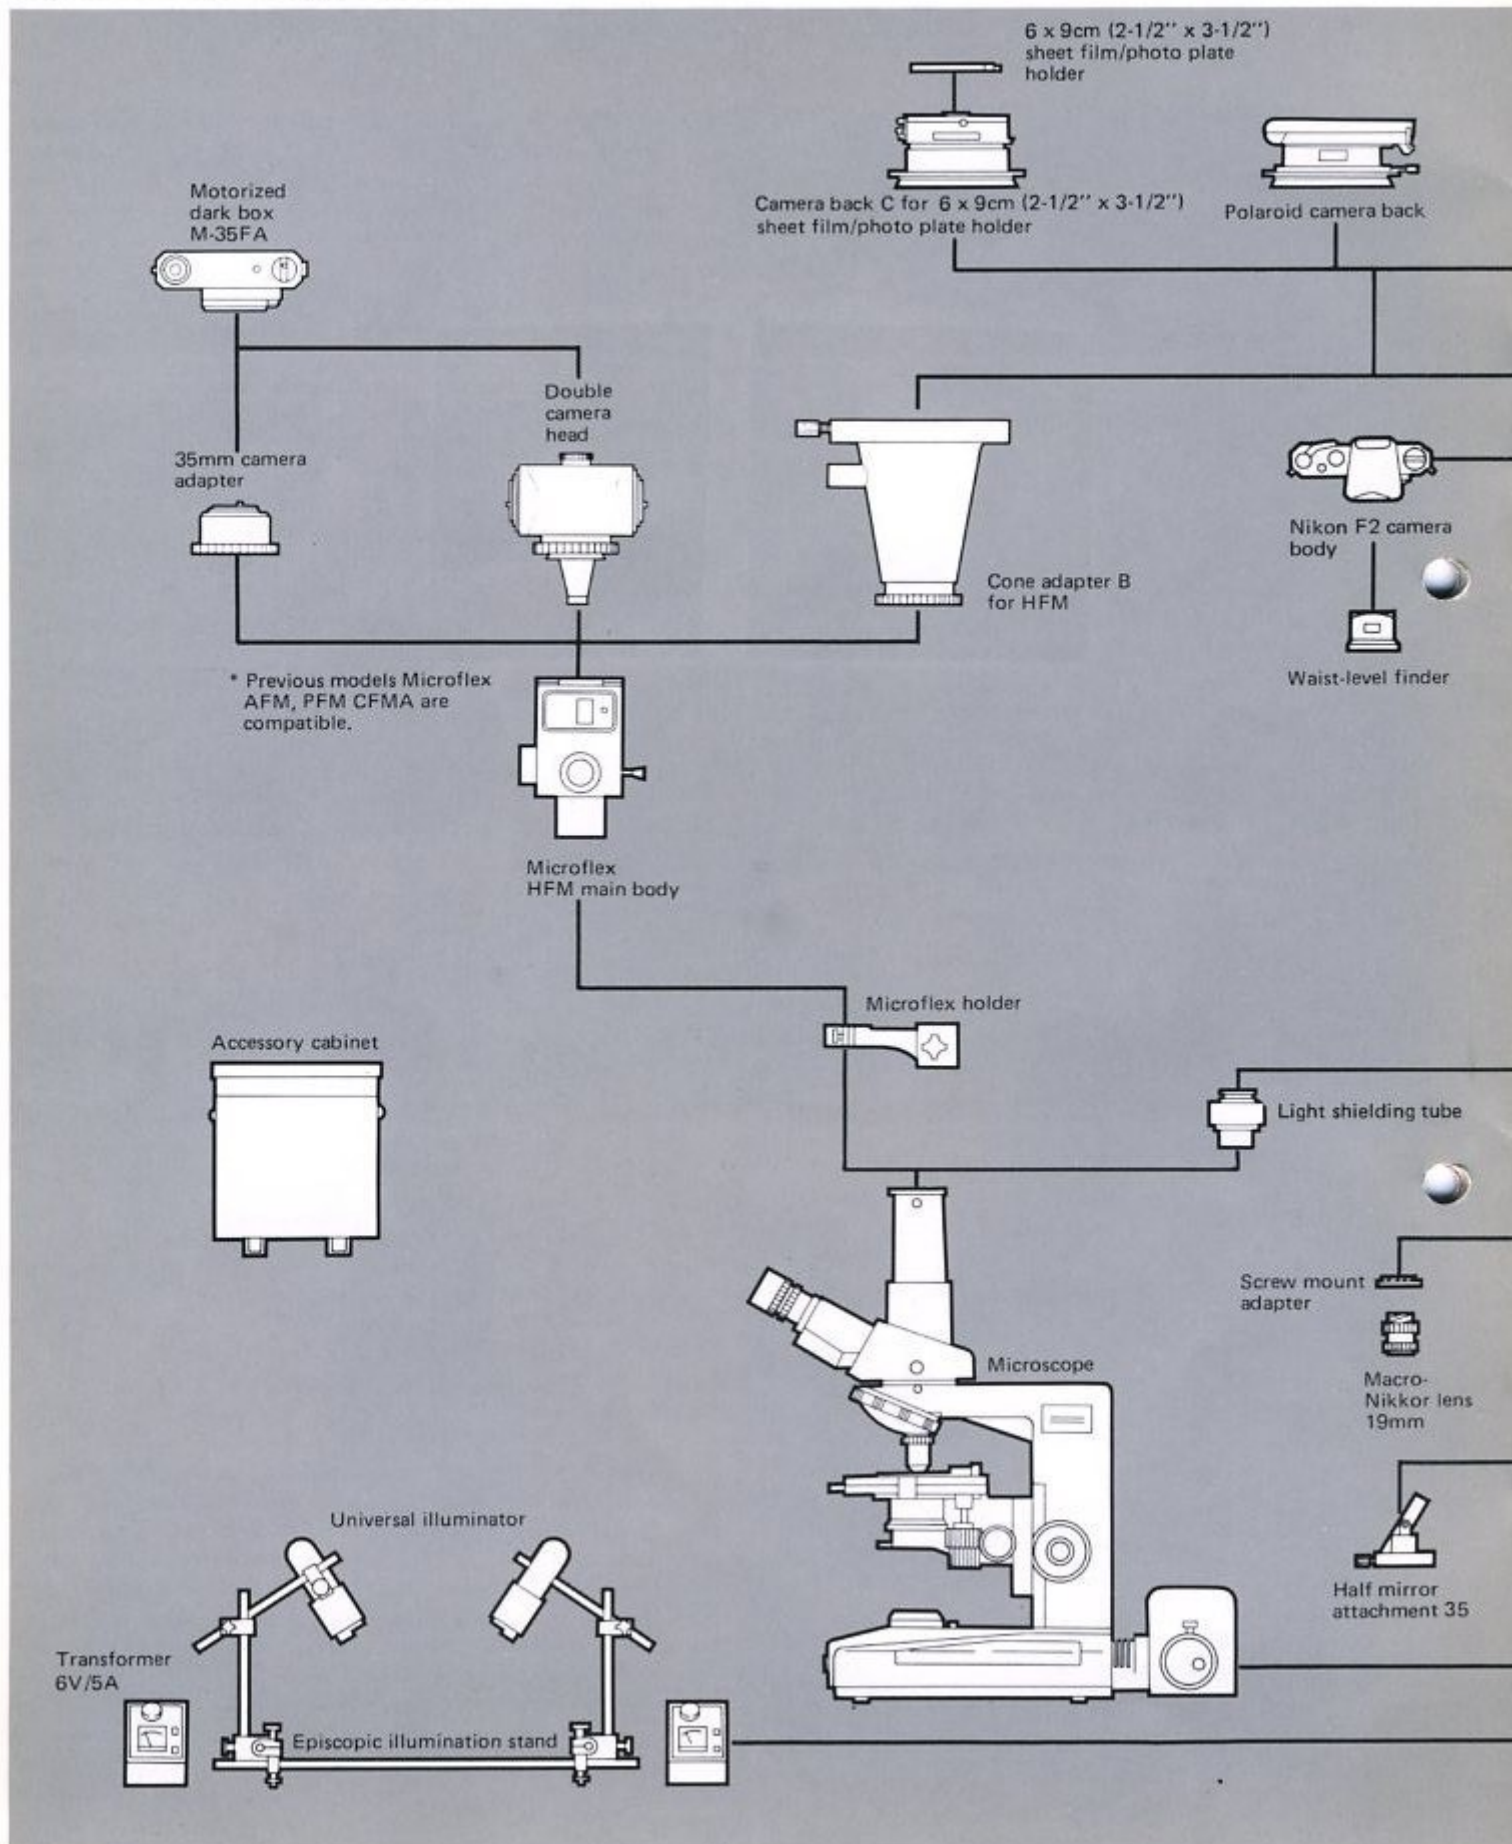 6 x 9cm (2-1/2'' x 3-1/2'')
sheet film/photo plate
holder
Camera back C for 6 x 9cm (2-1/2'' x 3-1/2'')
sheet film/photo plate holder
Polaroid camera back
Motorized
dark box
M-35FA
Double
camera
head
35mm camera
adapter
Nikon F2 camera
body
Cone adapter B
for HFM
Waist-level finder
* Previous models Microflex
AFM, PFM CFMA are
compatible.
Microflex
HFM main body
Microflex holder
Accessory cabinet
Light shielding tube
Screw mount
adapter
Microscope
Macro-
Nikkor lens
19mm
Universal illuminator
Half mirror
attachment 35
Transformer
6V/5A
Episcopic illumination stand